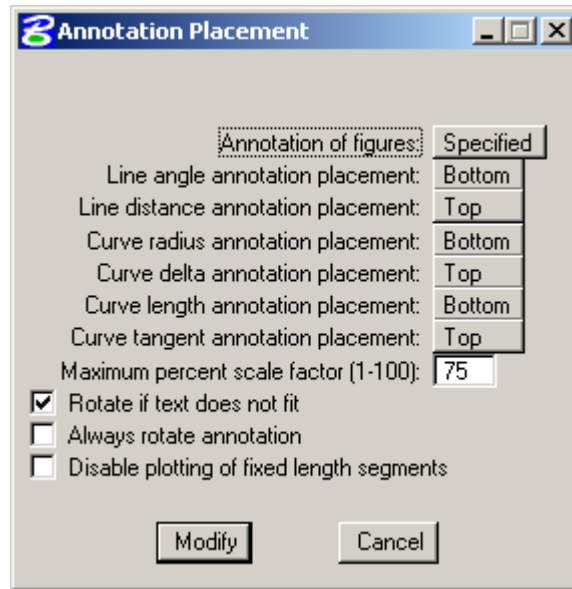 Annotation Placement
Annotation of figures: Specified
Line angle annotation placement: Bottom
Line distance annotation placement: Top
Curve radius annotation placement: Bottom
Curve delta annotation placement: Top
Curve length annotation placement: Bottom
Curve tangent annotation placement: Top
Maximum percent scale factor (1-100): 75
Rotate if text does not fit
Always rotate annotation
Disable plotting of fixed length segments
Modify Cancel